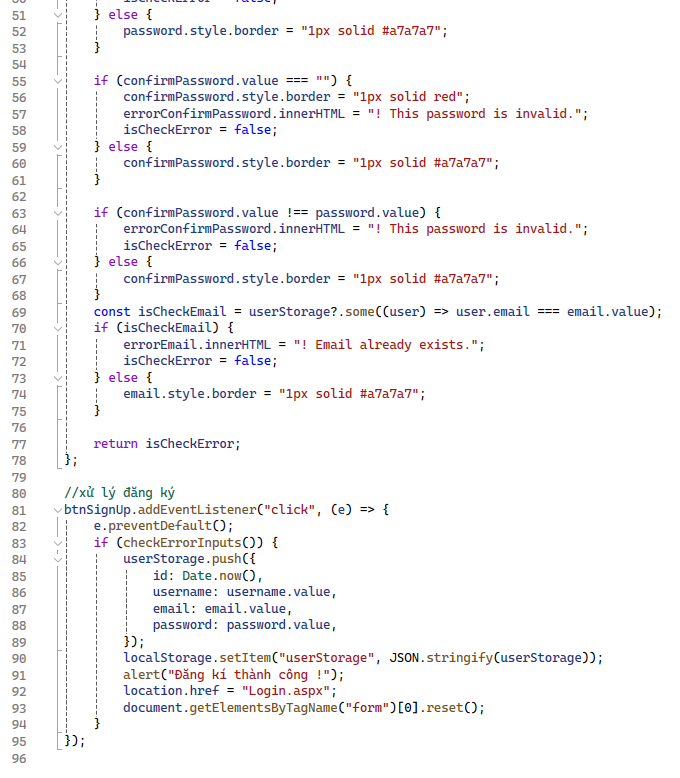 51 } else {
52 password.style.border = "1px solid #a7a7a7";
53 }
54
55 if (confirmPassword.value === "") {
56 confirmPassword.style.border = "1px solid red";
57 errorConfirmPassword.innerHTML = "! This password is invalid.";
58 isCheckError = false;
59 } else {
60 confirmPassword.style.border = "1px solid #a7a7a7";
61 }
62
63 if (confirmPassword.value !== password.value) {
64 errorConfirmPassword.innerHTML = "! This password is invalid.";
65 isCheckError = false;
66 } else {
67 confirmPassword.style.border = "1px solid #a7a7a7";
68 }
69 const isCheckEmail = userStorage?.some((user) => user.email === email.value);
70 if (isCheckEmail) {
71 errorEmail.innerHTML = "! Email already exists.";
72 isCheckError = false;
73 } else {
74 email.style.border = "1px solid #a7a7a7";
75 }
76
77 return isCheckError;
78 };
79
80 //xử lý đăng ký
81 btnSignUp.addEventListener("click", (e) => {
82 e.preventDefault();
83 if (checkErrorInputs()) {
84 userStorage.push({
85 id: Date.now(),
86 username: username.value,
87 email: email.value,
88 password: password.value,
89 });
90 localStorage.setItem("userStorage", JSON.stringify(userStorage));
91 alert("Đăng kí thành công !");
92 location.href = "Login.aspx";
93 document.getElementsByTagName("form")[0].reset();
94 }
95 });
96